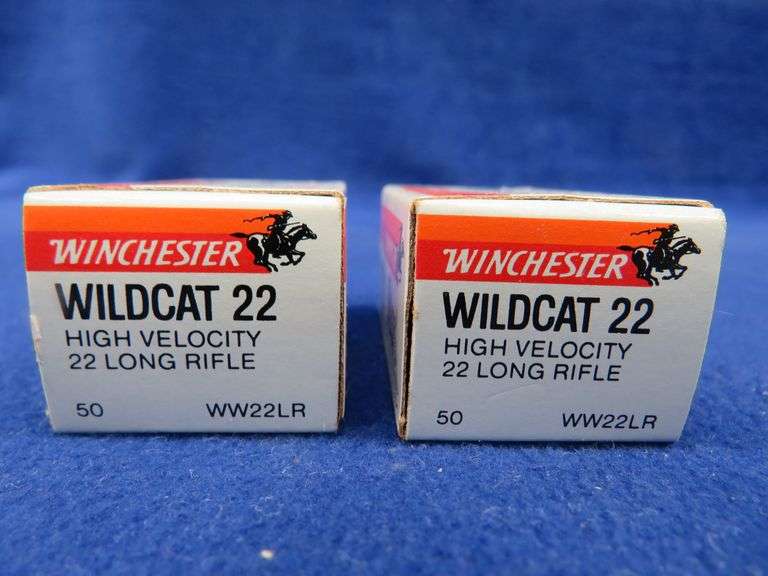 WINCHESTER
WILDCAT 22
HIGH VELOCITY
22 LONG RIFLE
50 WW22LR
WINCHESTER
WILDCAT 22
HIGH VELOCITY
22 LONG RIFLE
50 WW22LR